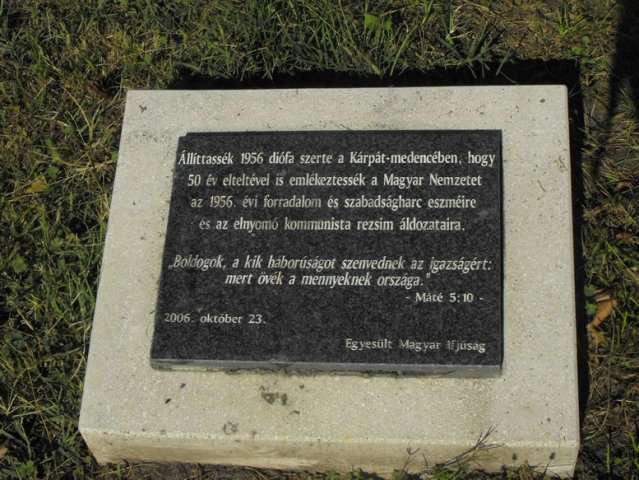 Állíttassék 1956 diófa szerte a Kárpát-medencében, hogy
50 év elteltével is emlékeztessék a Magyar Nemzetet
az 1956. évi forradalom és szabadságharc eszméire
és az elnyomó kommunista rezsim áldozataira.
„Boldogok, a kik háborúságot szenvednek az igazságért:
mert övék a mennyeknek országa."
- Máté 5:10 -
2006. október 23.
Egyesült Magyar Ifjúság